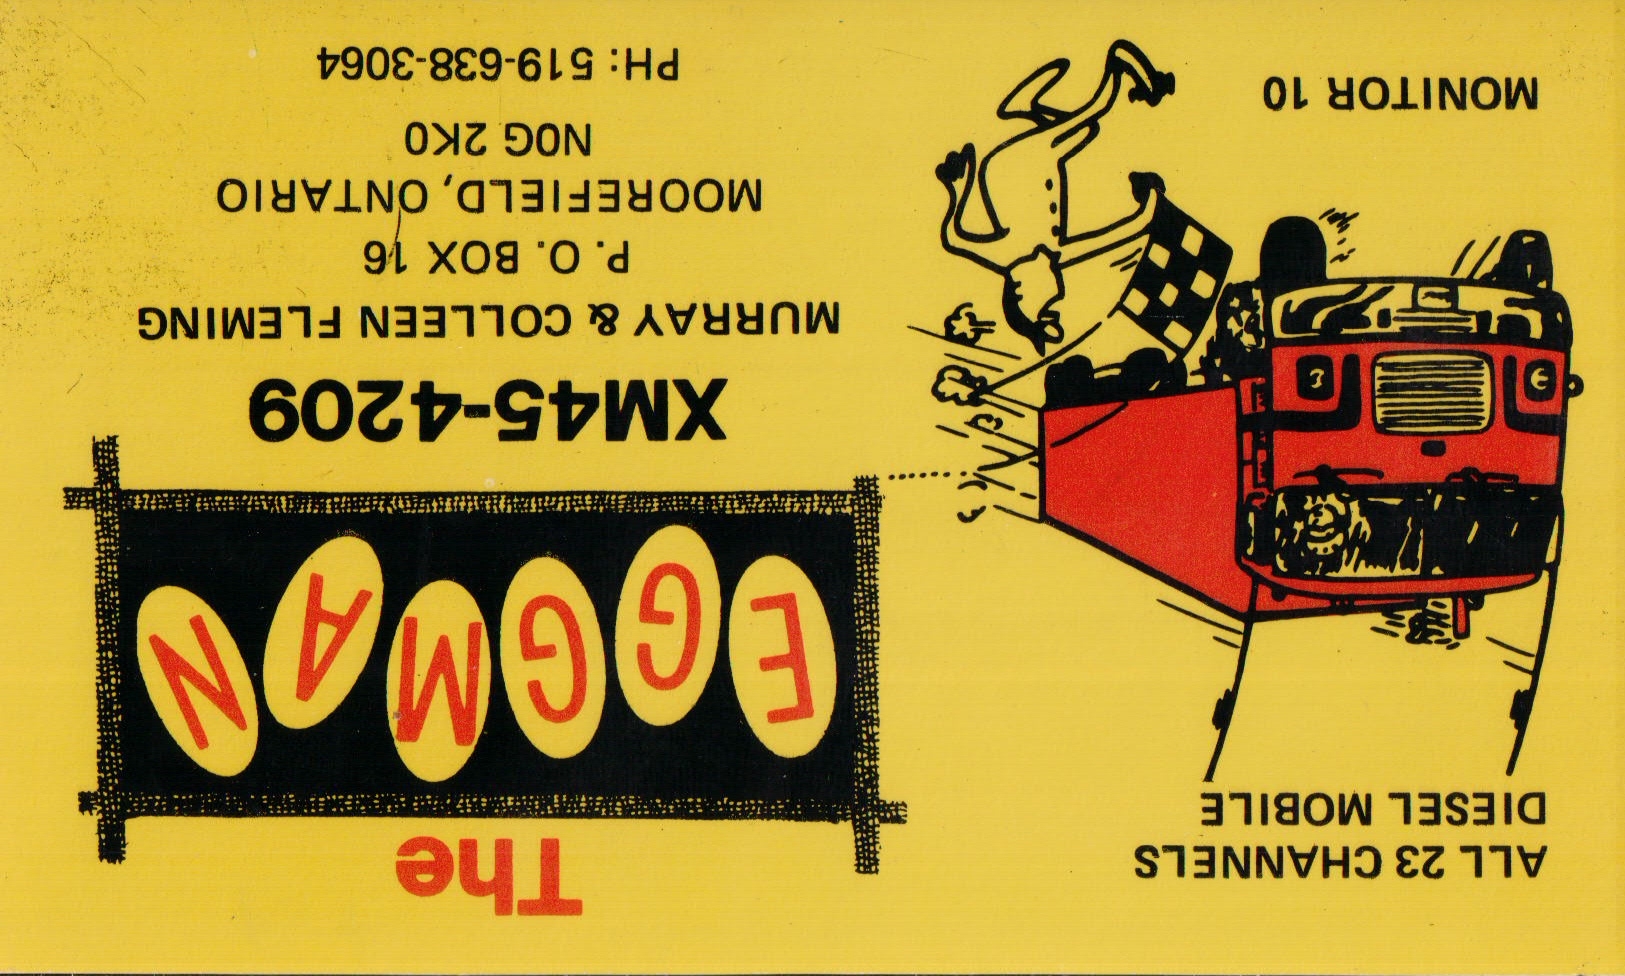 ALL 23 CHANNELS
DIESEL MOBILE
MONITOR 10
The
EGGMAN
XM45-4209
MURRAY & COLLEEN FLEMING
P. O. BOX 16
MOOREFIELD, ONTARIO
N0G 2K0
PH: 519-638-3064